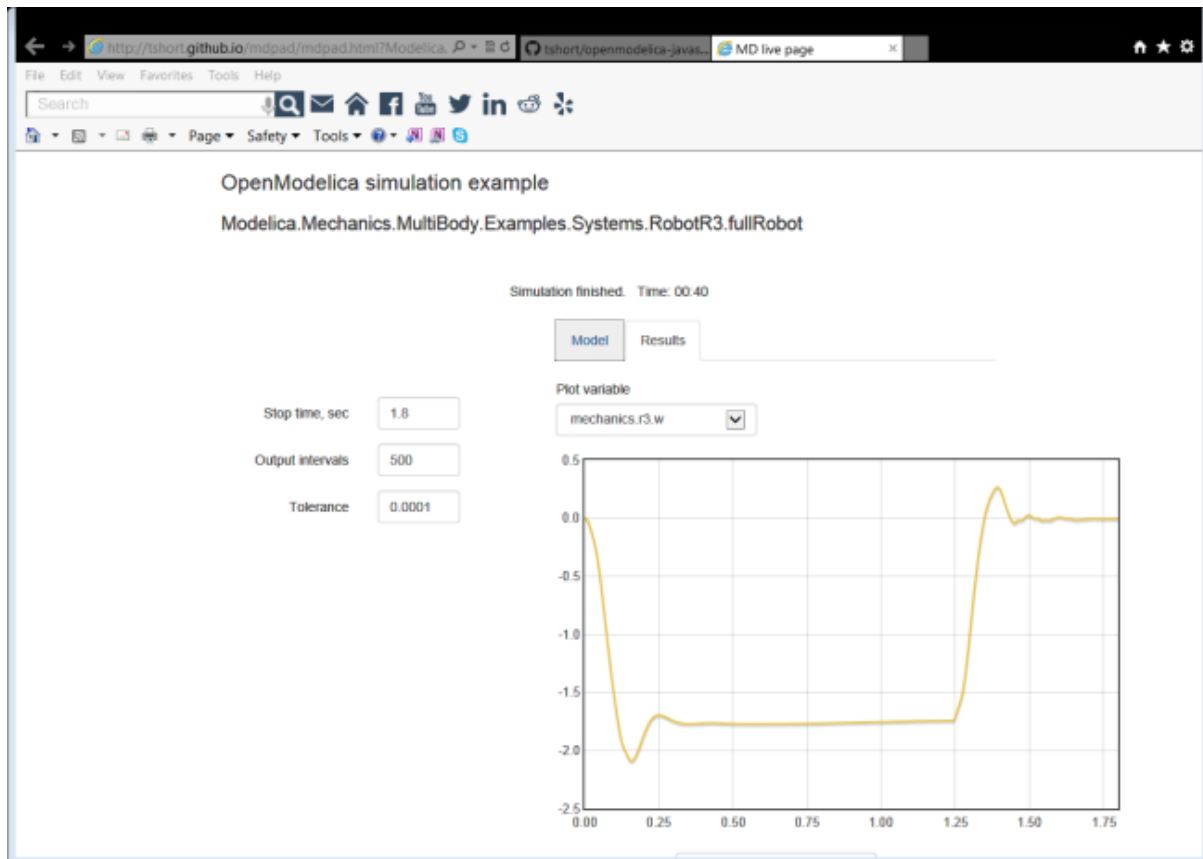 http://tshort.github.io/mdpad/mdpad.html?Modelica. tshort/openmodelica-javas... MD live page
File Edit View Favorites Tools Help
Search You Tube in
Page Safety Tools
OpenModelica simulation example
Modelica.Mechanics.MultiBody.Examples.Systems.RobotR3.fullRobot
Simulation finished. Time: 00:40
Model Results
Plot variable
Stop time, sec 1.8 mechanics.r3.w
Output intervals 500
Tolerance 0.0001
0.5
0.0
-0.5
-1.0
-1.5
-2.0
-2.5
0.00 0.25 0.50 0.75 1.00 1.25 1.50 1.75